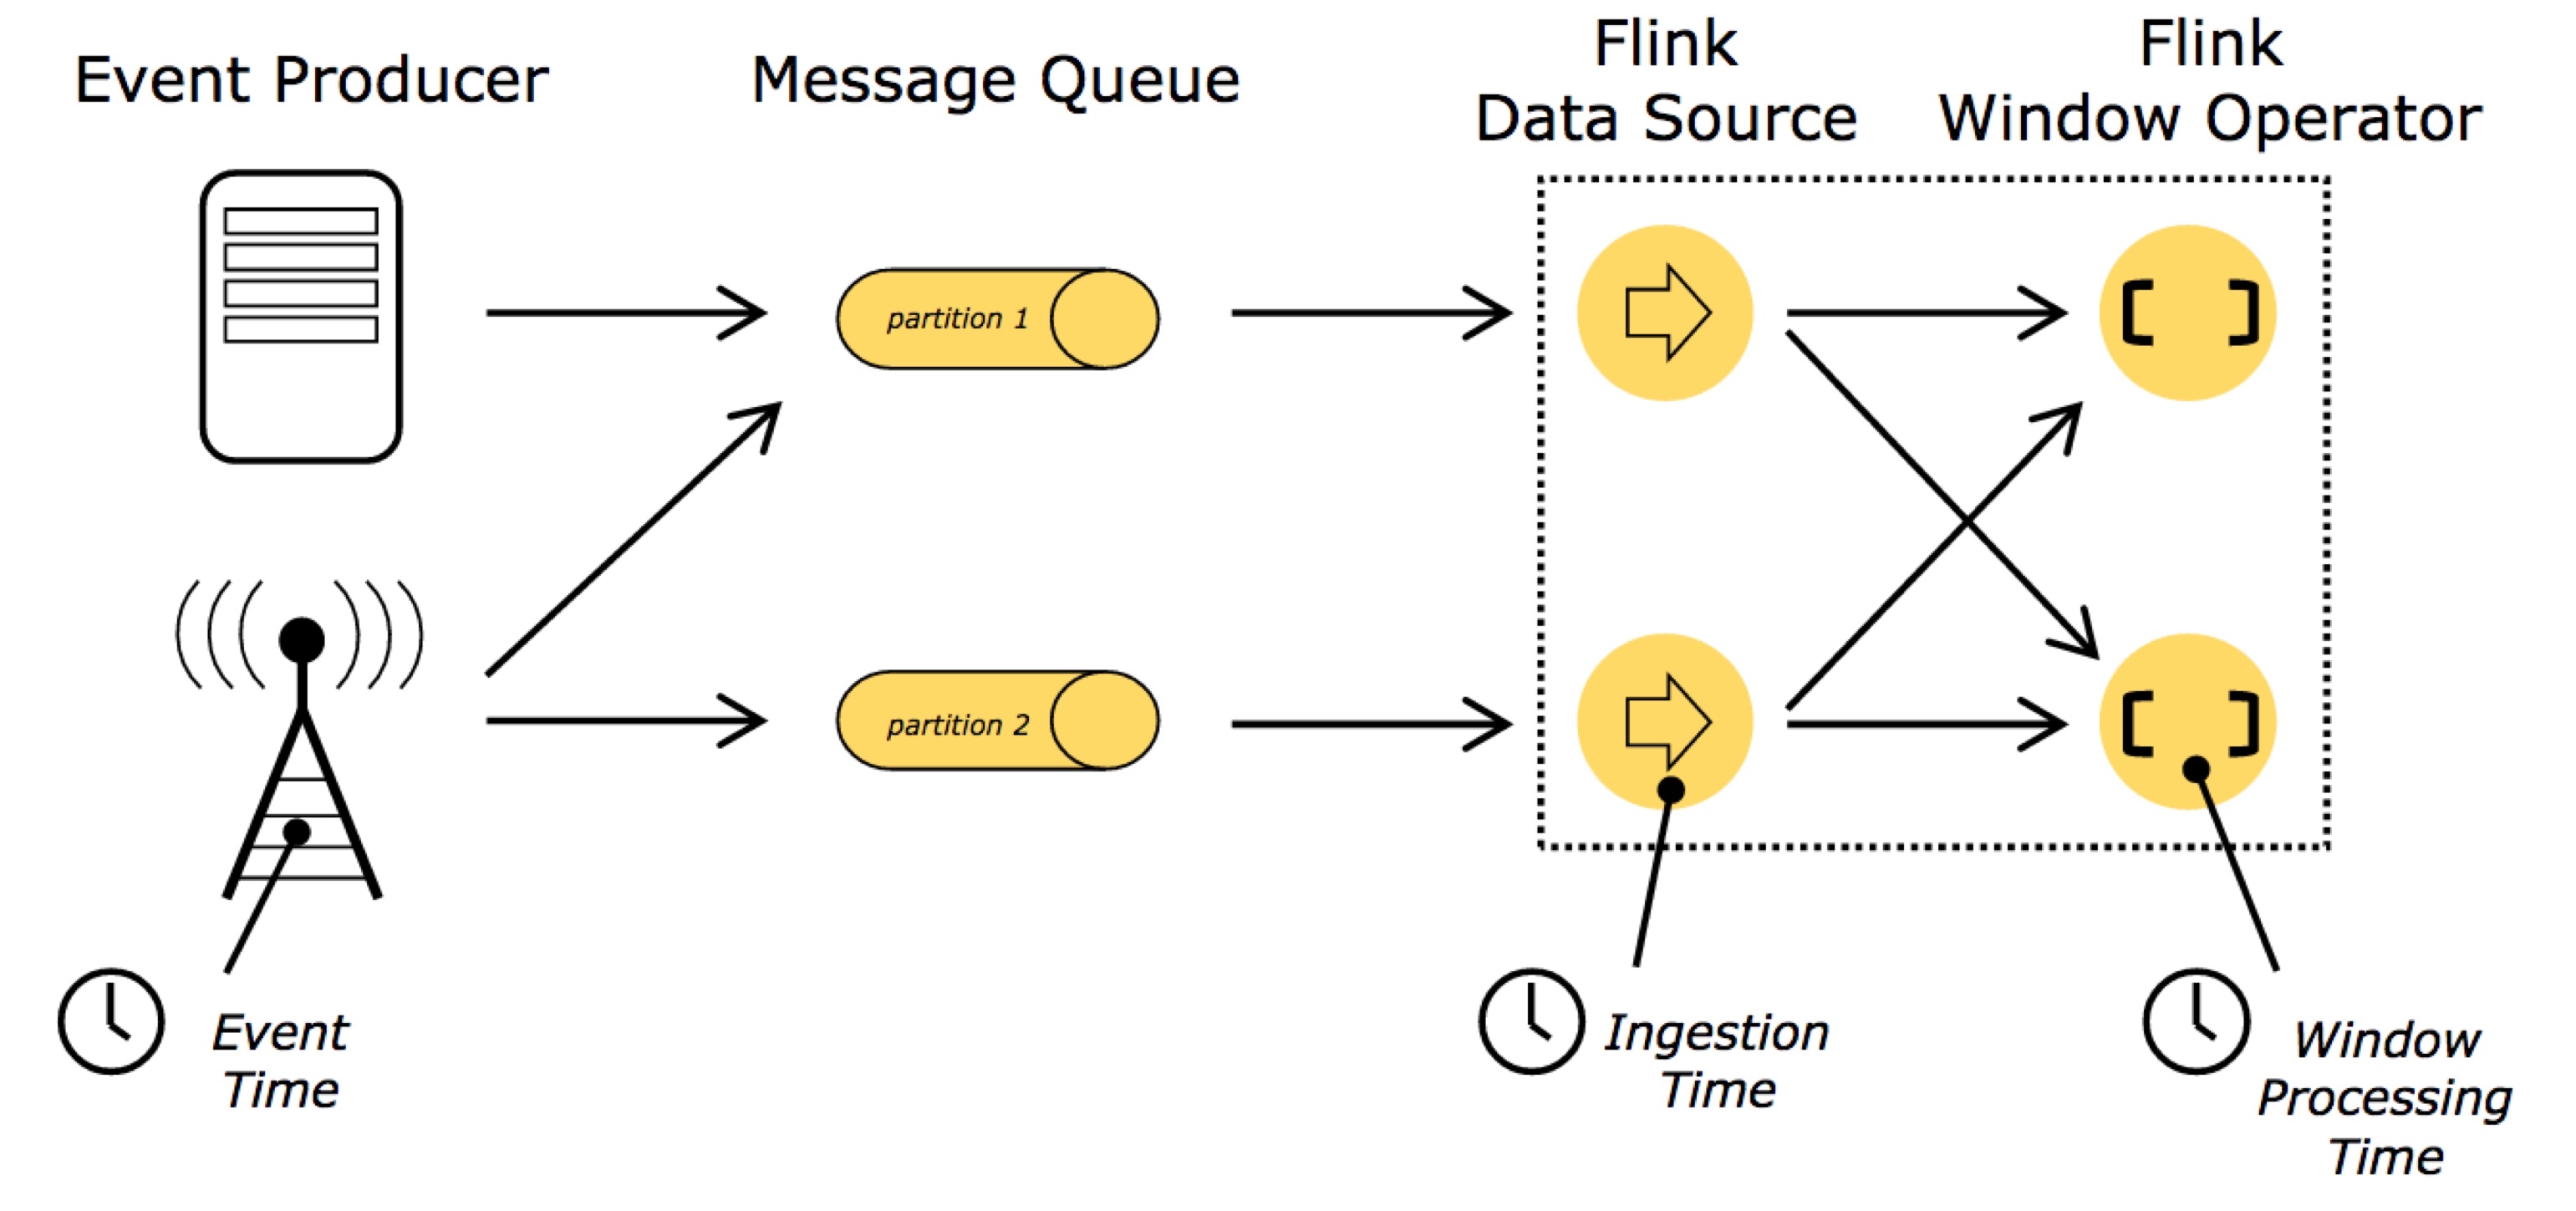 Event Producer
Message Queue
Flink
Data Source
Flink
Window Operator
partition 1
partition 2
Event
Time
Ingestion
Time
Window
Processing
Time